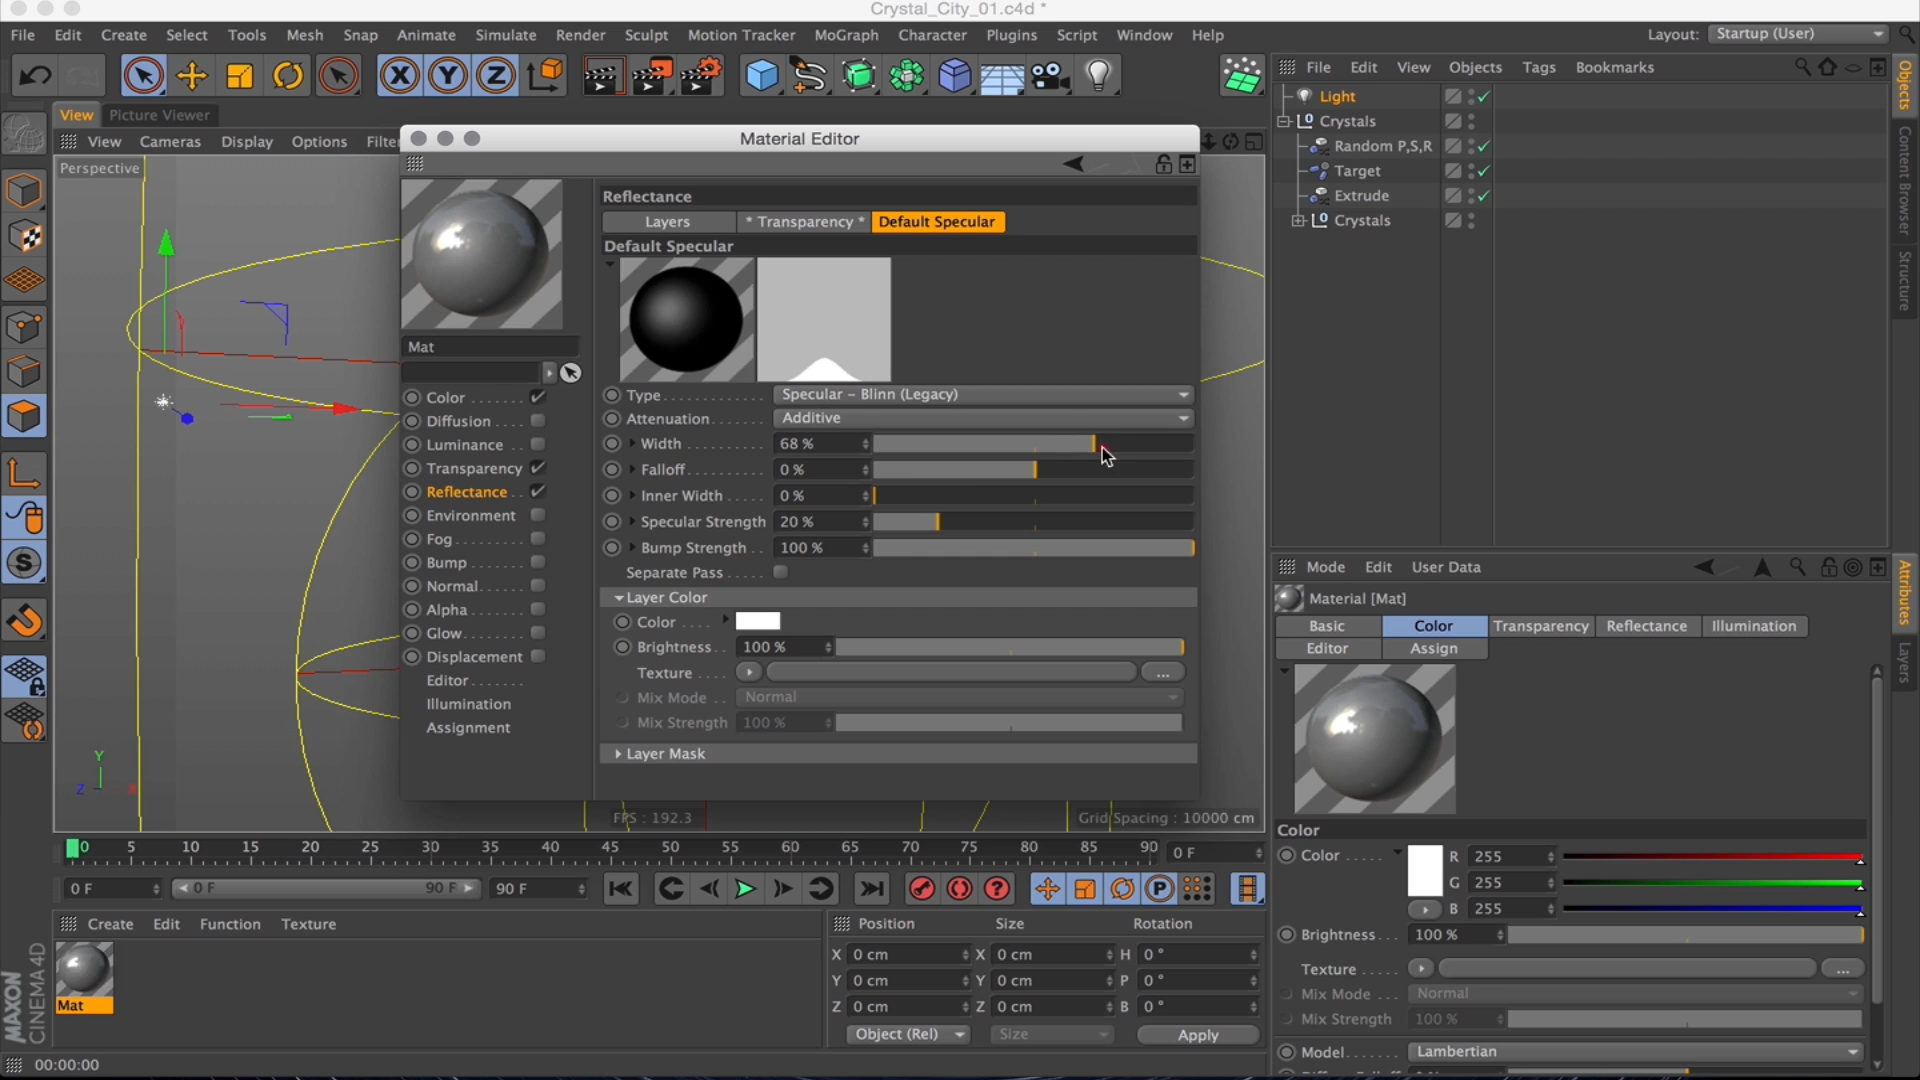 Crystal_City_01.c4d *
File Edit Create Select Tools Mesh Snap Animate Simulate Render Sculpt Motion Tracker MoGraph Character Plugins Script Window Help
Layout: Startup (User)
X Y Z
View Picture Viewer
View Cameras Display Options Filte
Perspective
Y
Z X
FPS : 192.3
Grid Spacing : 10000 cm
Material Editor
Mat
Color
Diffusion
Luminance
Transparency
Reflectance
Environment
Fog
Bump
Normal
Alpha
Glow
Displacement
Editor
Illumination
Assignment
Reflectance
Layers * Transparency * Default Specular
Default Specular
Type Specular – Blinn (Legacy)
Attenuation Additive
Width 68 %
Falloff 0 %
Inner Width 0 %
Specular Strength 20 %
Bump Strength 100 %
Separate Pass
Layer Color
Color
Brightness 100 %
Texture ...
Mix Mode Normal
Mix Strength 100 %
Layer Mask
File Edit View Objects Tags Bookmarks
Light
Crystals
Random P,S,R
Target
Extrude
Crystals
Objects
Content Browser
Structure
Mode Edit User Data
Material [Mat]
Basic Color Transparency Reflectance Illumination
Editor Assign
Color
Color R 255
G 255
B 255
Brightness 100 %
Texture ...
Mix Mode Normal
Mix Strength 100 %
Model Lambertian
Attributes
Layers
0 5 10 15 20 25 30 35 40 45 50 55 60 65 70 75 80 85 90 0 F
0 F 0 F 90 F 90 F
Create Edit Function Texture
Mat
Position Size Rotation
X 0 cm X 0 cm H 0 °
Y 0 cm Y 0 cm P 0 °
Z 0 cm Z 0 cm B 0 °
Object (Rel) Size Apply
MAXON
CINEMA 4D
00:00:00